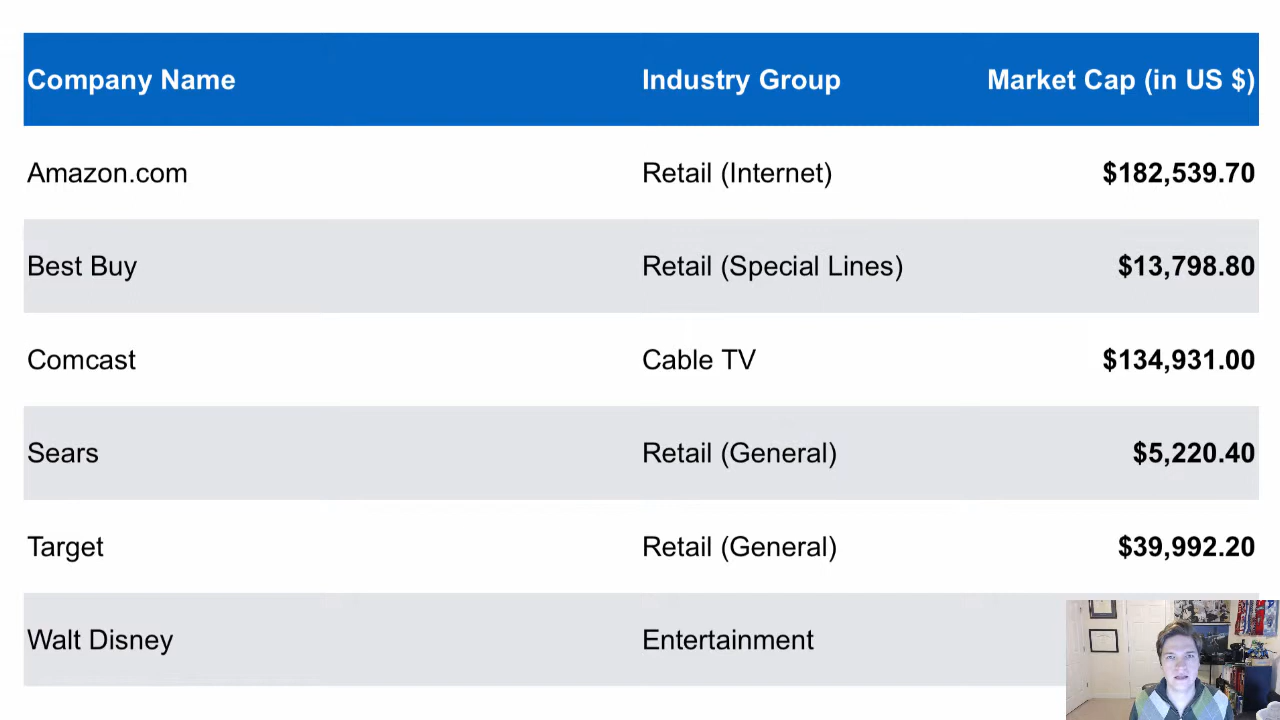 Company Name Industry Group Market Cap (in US $)
Amazon.com Retail (Internet) $182,539.70
Best Buy Retail (Special Lines) $13,798.80
Comcast Cable TV $134,931.00
Sears Retail (General) $5,220.40
Target Retail (General) $39,992.20
Walt Disney Entertainment